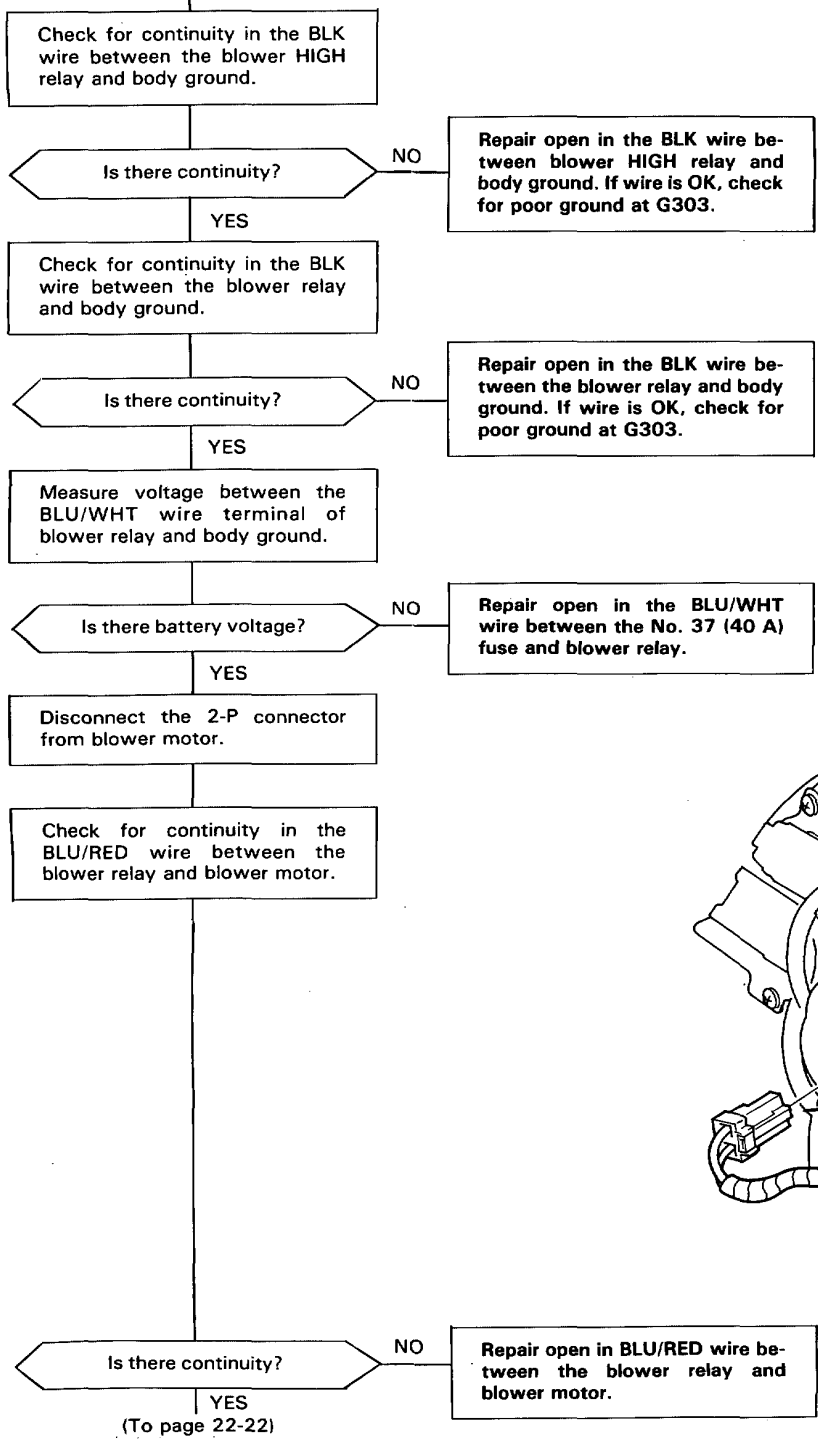 Check for continuity in the BLK
wire between the blower HIGH
relay and body ground.
Is there continuity?
NO
Repair open in the BLK wire be-
tween blower HIGH relay and
body ground. If wire is OK, check
for poor ground at G303.
YES
Check for continuity in the BLK
wire between the blower relay
and body ground.
Is there continuity?
NO
Repair open in the BLK wire be-
tween the blower relay and body
ground. If wire is OK, check for
poor ground at G303.
YES
Measure voltage between the
BLU/WHT wire terminal of
blower relay and body ground.
Is there battery voltage?
NO
Repair open in the BLU/WHT
wire between the No. 37 (40 A)
fuse and blower relay.
YES
Disconnect the 2-P connector
from blower motor.
Check for continuity in the
BLU/RED wire between the
blower relay and blower motor.
Is there continuity?
NO
Repair open in BLU/RED wire be-
tween the blower relay and
blower motor.
YES
(To page 22-22)